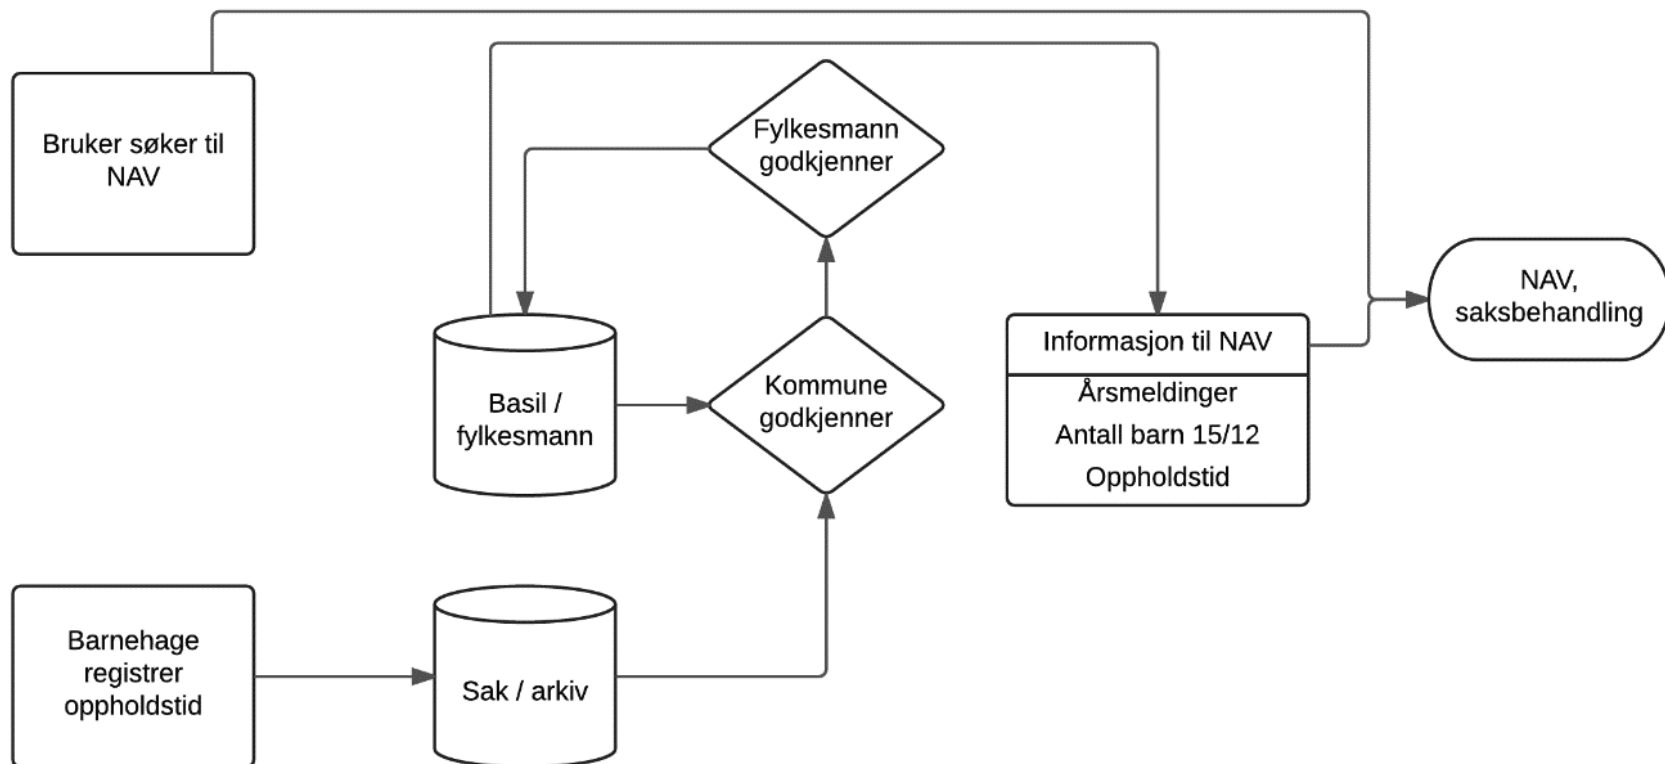 Bruker søker til
NAV
Fylkesmann
godkjenner
NAV,
saksbehandling
Basil /
fylkesmann
Kommune
godkjenner
Informasjon til NAV
Årsmeldinger
Antall barn 15/12
Oppholdstid
Barnehage
registrer
oppholdstid
Sak / arkiv